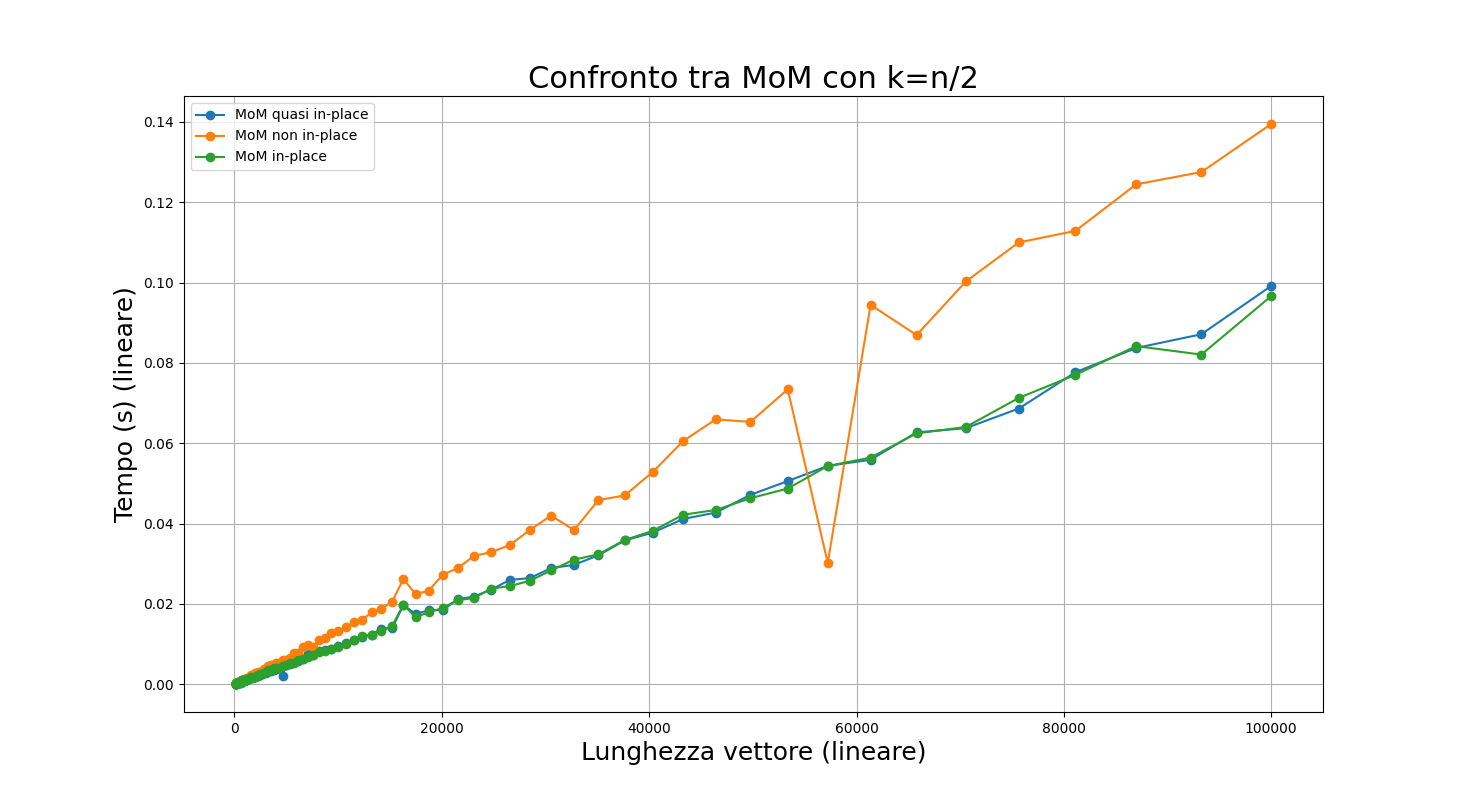 Confronto tra MoM con k=n/2
MoM quasi in-place
MoM non in-place
MoM in-place
0.14
0.12
0.10
0.08
0.06
0.04
0.02
0.00
Tempo (s) (lineare)
0 20000 40000 60000 80000 100000
Lunghezza vettore (lineare)